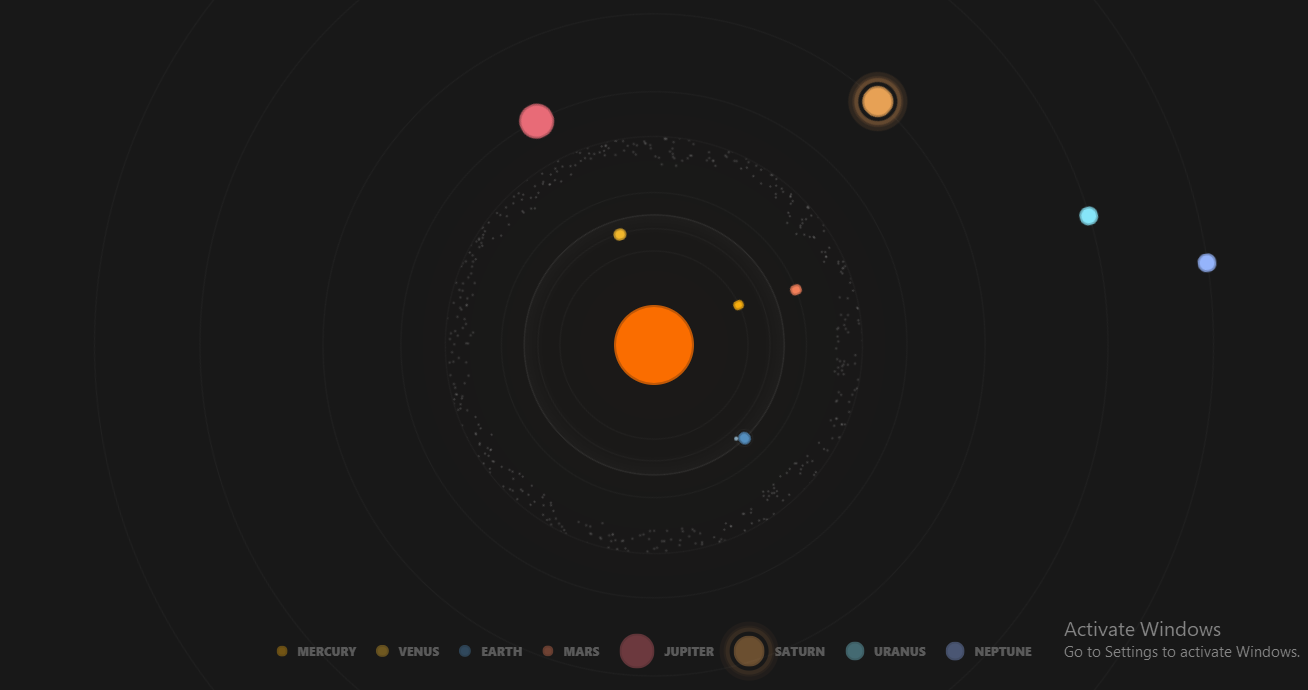 MERCURY VENUS EARTH MARS JUPITER SATURN URANUS NEPTUNE
Activate Windows
Go to Settings to activate Windows.